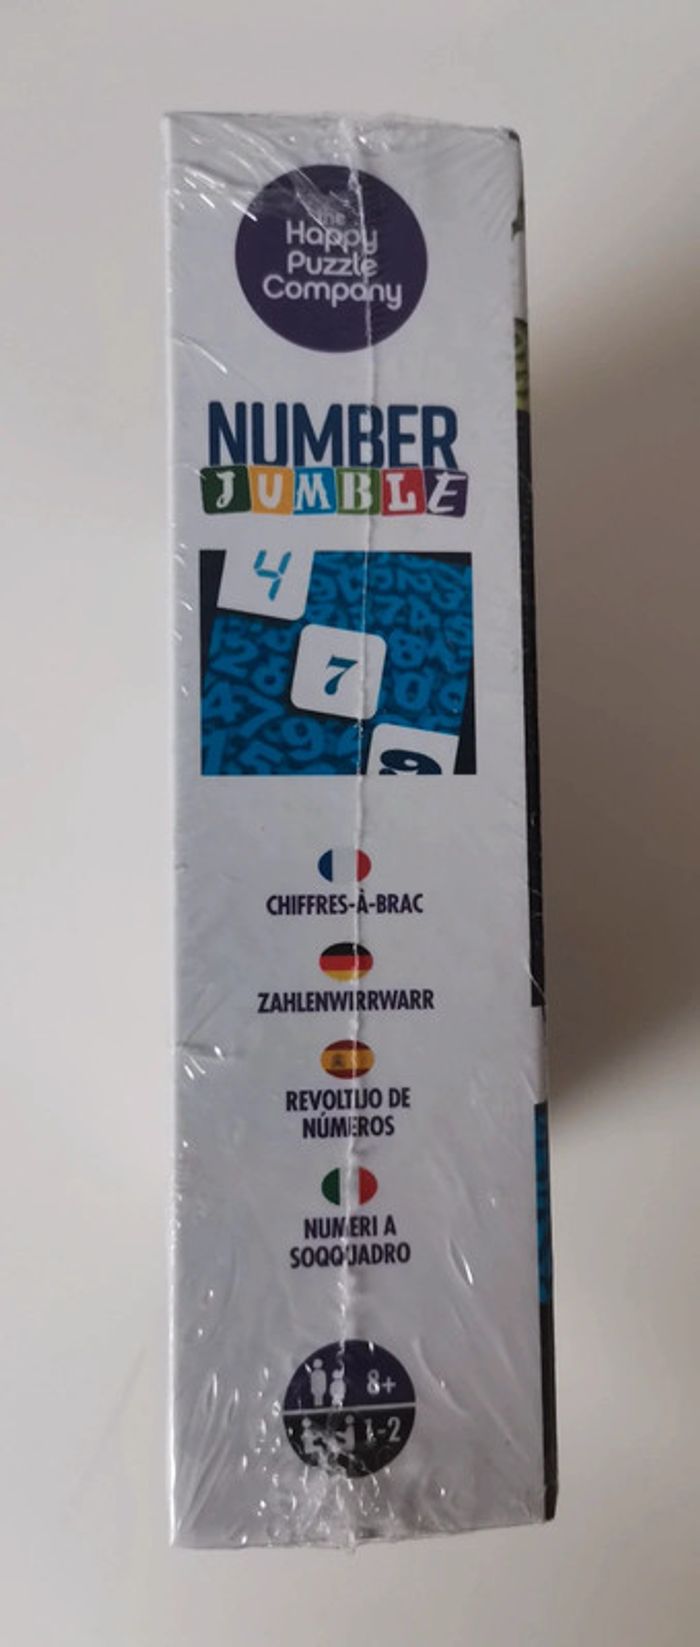 the
Happy
Puzzle
Company
NUMBER
JUMBLE
4
7
9
CHIFFRES-À-BRAC
ZAHLENWIRRWARR
REVOLTIJO DE
NÚMEROS
NUMERI A
SOQQUADRO
8+
1-2